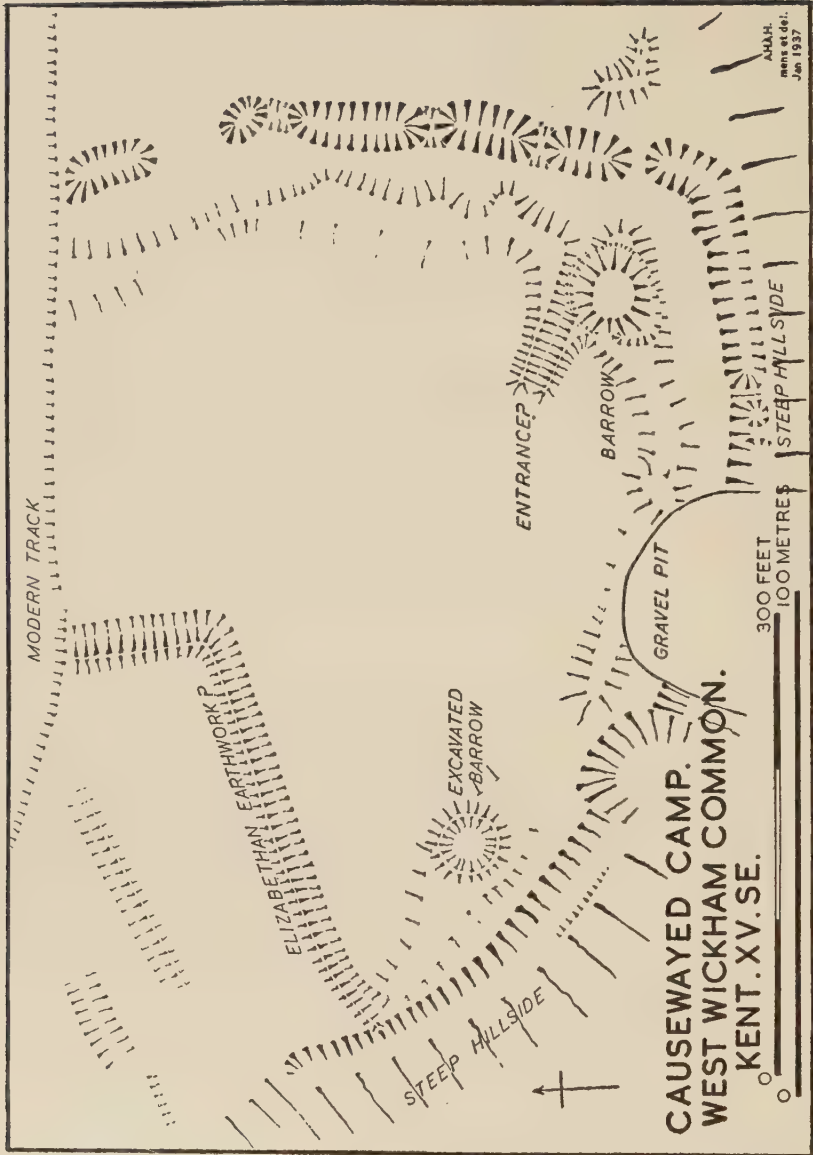 AHAH.
mens et del.
Jan 1937
MODERN TRACK
ELIZABETHAN EARTHWORK?
EXCAVATED
BARROW
ENTRANCE?
BARROW
GRAVEL PIT
STEEP HILLSIDE
STEEP HILLSIDE
CAUSEWAYED CAMP.
WEST WICKHAM COMMON.
KENT. XV. SE.
0 300 FEET
0 100 METRES